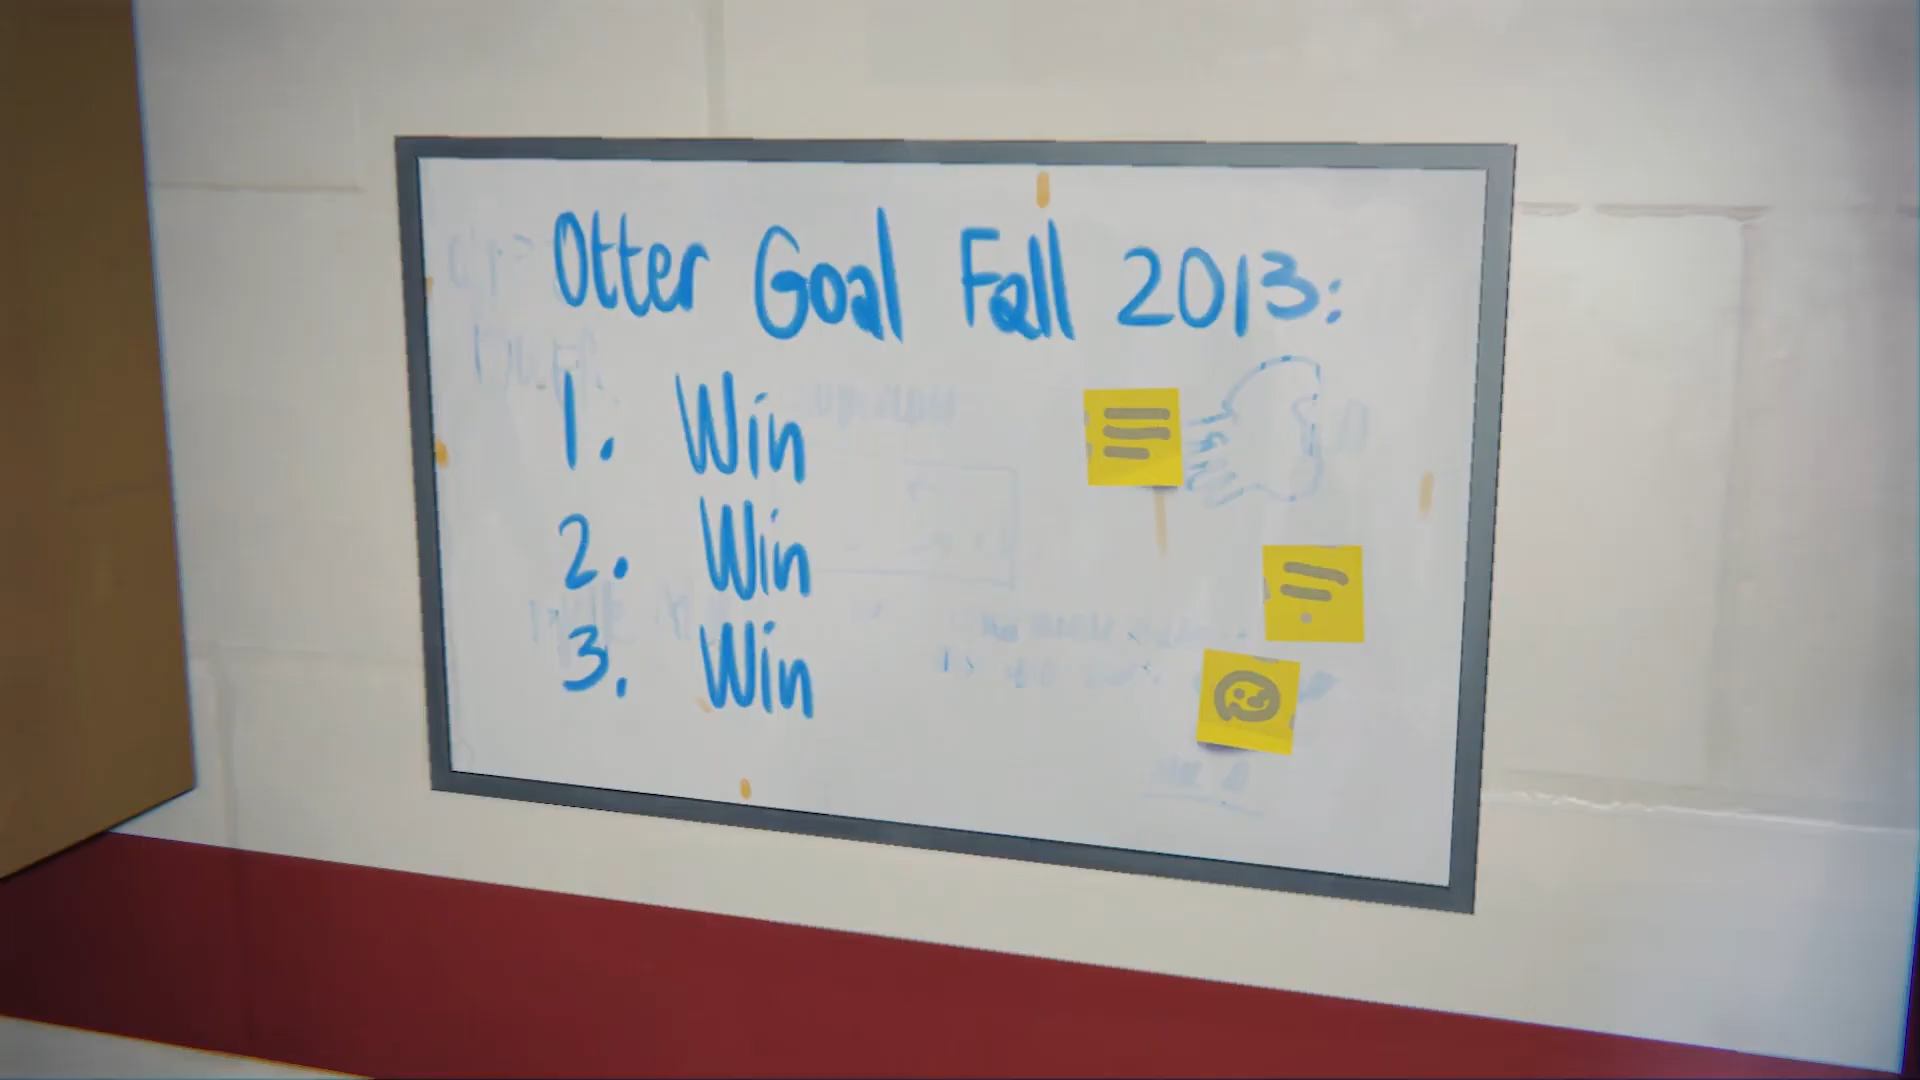 Otter Goal Fall 2013:
1. Win
2. Win
3. Win